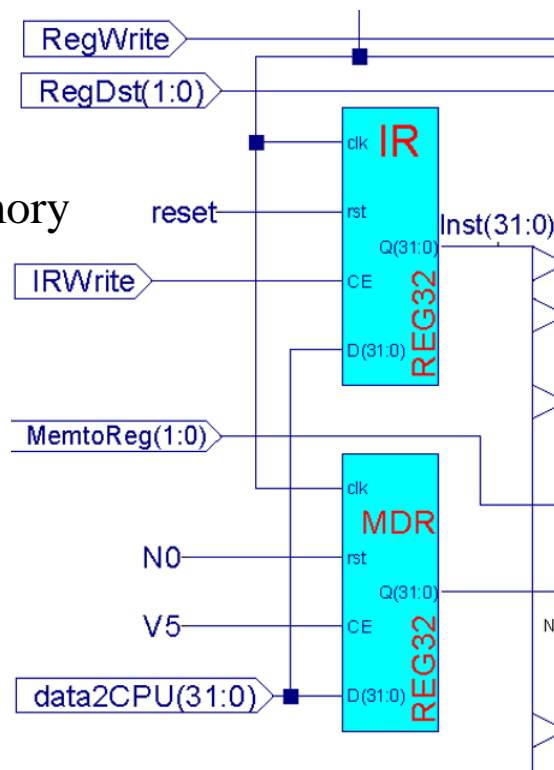 RegWrite
RegDst(1:0)
clk IR
nory
reset
rst
Inst(31:0)
Q(31:0)
IRWrite
CE
REG32
D(31:0)
MemtoReg(1:0)
clk
MDR
N0
rst
Q(31:0)
V5
CE
N
REG32
data2CPU(31:0)
D(31:0)